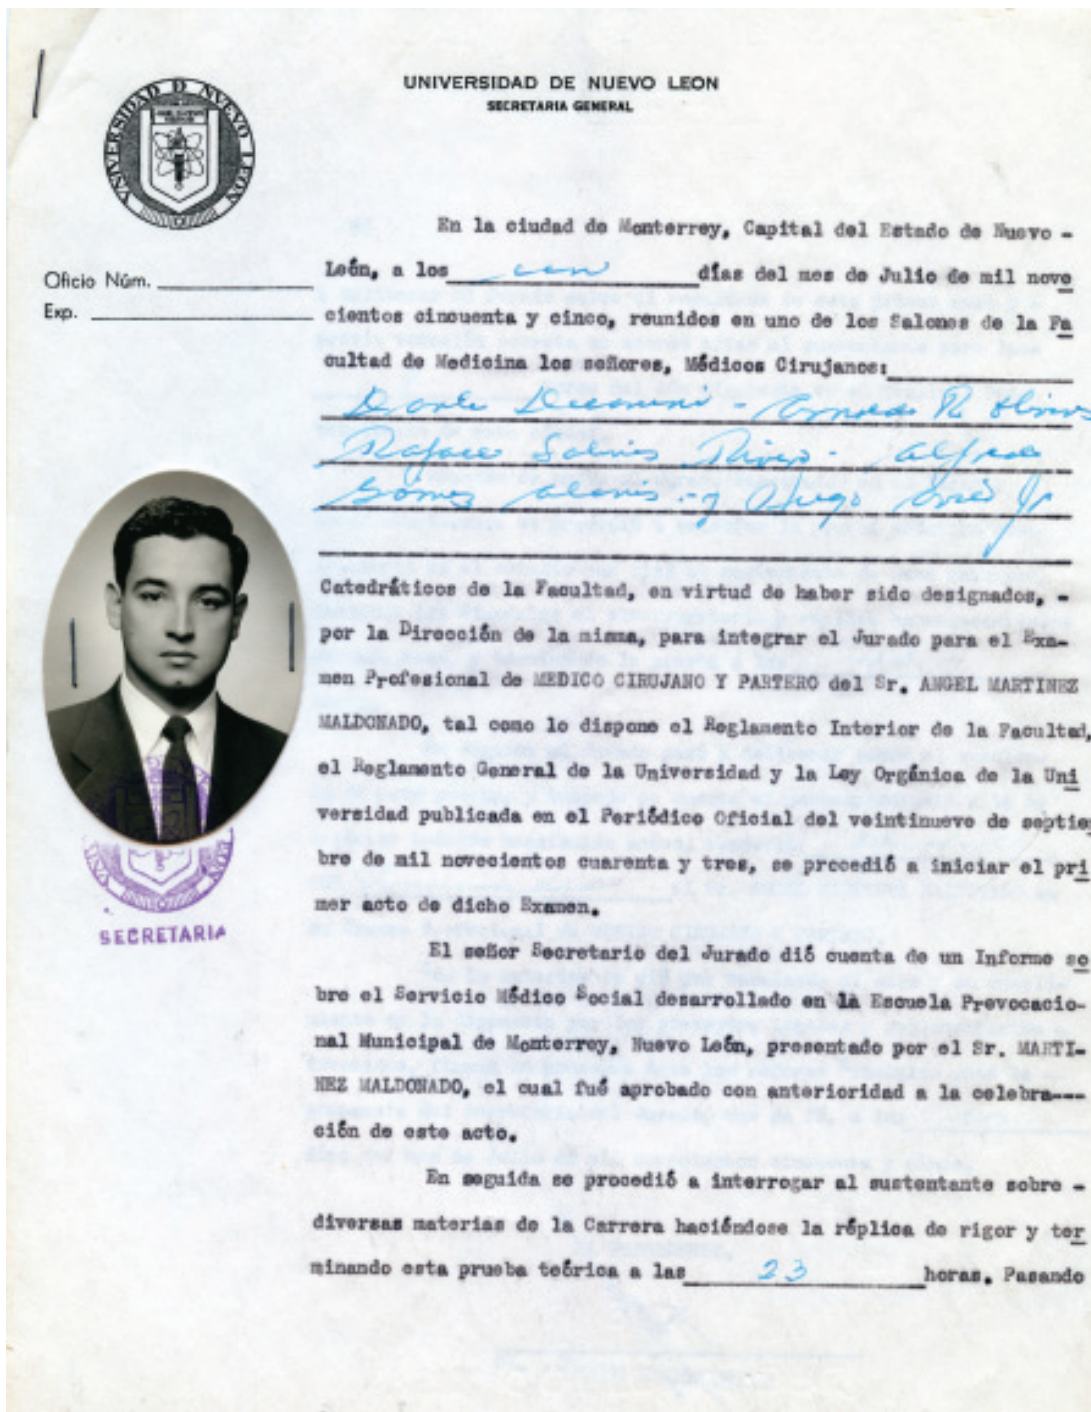 UNIVERSIDAD DE NUEVO LEON
SECRETARIA GENERAL
UNIVERSIDAD D NVEVO LEON
En la ciudad de Monterrey, Capital del Estado de Nuevo -
Oficio Núm.
León, a los días del mes de Julio de mil nove
Exp.
cientos cincuenta y cinco, reunidos en uno de los Salones de la Fa
cultad de Medicina los señores, Médicos Cirujanos:
Rafael Salinas Rivero - Alfredo
Gómez y Hugo
Catedráticos de la Facultad, en virtud de haber sido designados, -
por la Dirección de la misma, para integrar el Jurado para el Exa-
men Profesional de MEDICO CIRUJANO Y PARTERO del Sr. ANGEL MARTINEZ
MALDONADO, tal como lo dispone el Reglamento Interior de la Facultad,
el Reglamento General de la Universidad y la Ley Orgánica de la Uni
versidad publicada en el Periódico Oficial del veintinueve de septie
bre de mil novecientos cuarenta y tres, se procedió a iniciar el pri
mer acto de dicho Examen.
SECRETARIA
El señor Secretario del Jurado dió cuenta de un Informe so
bre el Servicio Médico Social desarrollado en la Escuela Prevocacio-
nal Municipal de Monterrey, Nuevo León, presentado por el Sr. MARTI-
NEZ MALDONADO, el cual fué aprobado con anterioridad a la celebra---
ción de este acto.
En seguida se procedió a interrogar al sustentante sobre -
diversas materias de la Carrera haciéndose la réplica de rigor y ter
minando esta prueba teórica a las 23 horas. Pasando